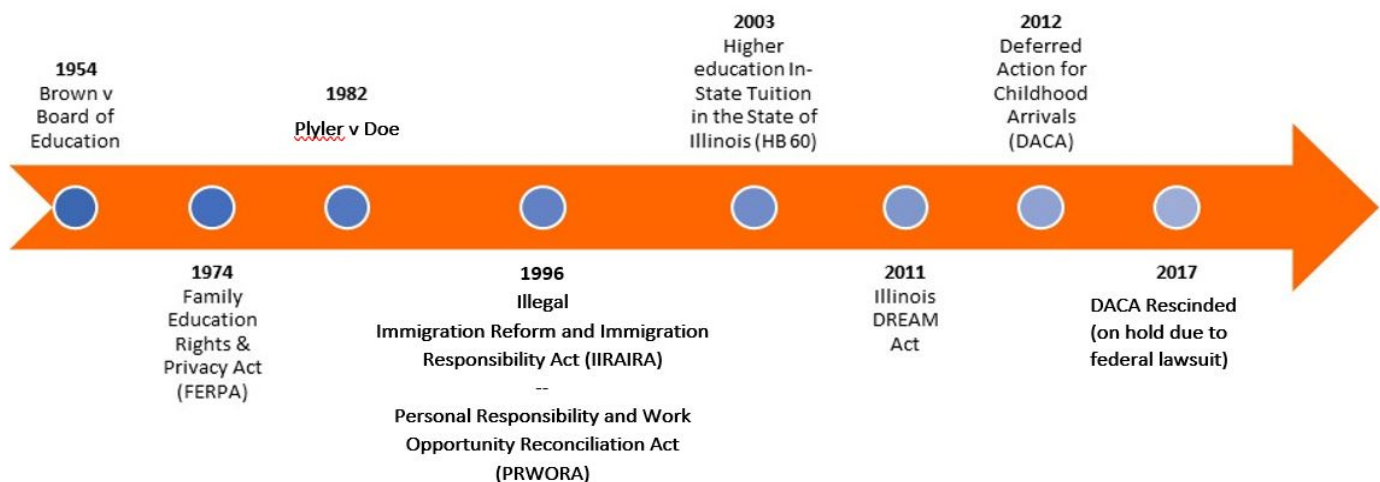 1954
Brown v
Board of
Education
1974
Family
Education
Rights &
Privacy Act
(FERPA)
1982
Plyler v Doe
1996
Illegal
Immigration Reform and Immigration
Responsibility Act (IIRAIRA)
--
Personal Responsibility and Work
Opportunity Reconciliation Act
(PRWORA)
2003
Higher
education In-
State Tuition
in the State of
Illinois (HB 60)
2011
Illinois
DREAM
Act
2012
Deferred
Action for
Childhood
Arrivals
(DACA)
2017
DACA Rescinded
(on hold due to
federal lawsuit)